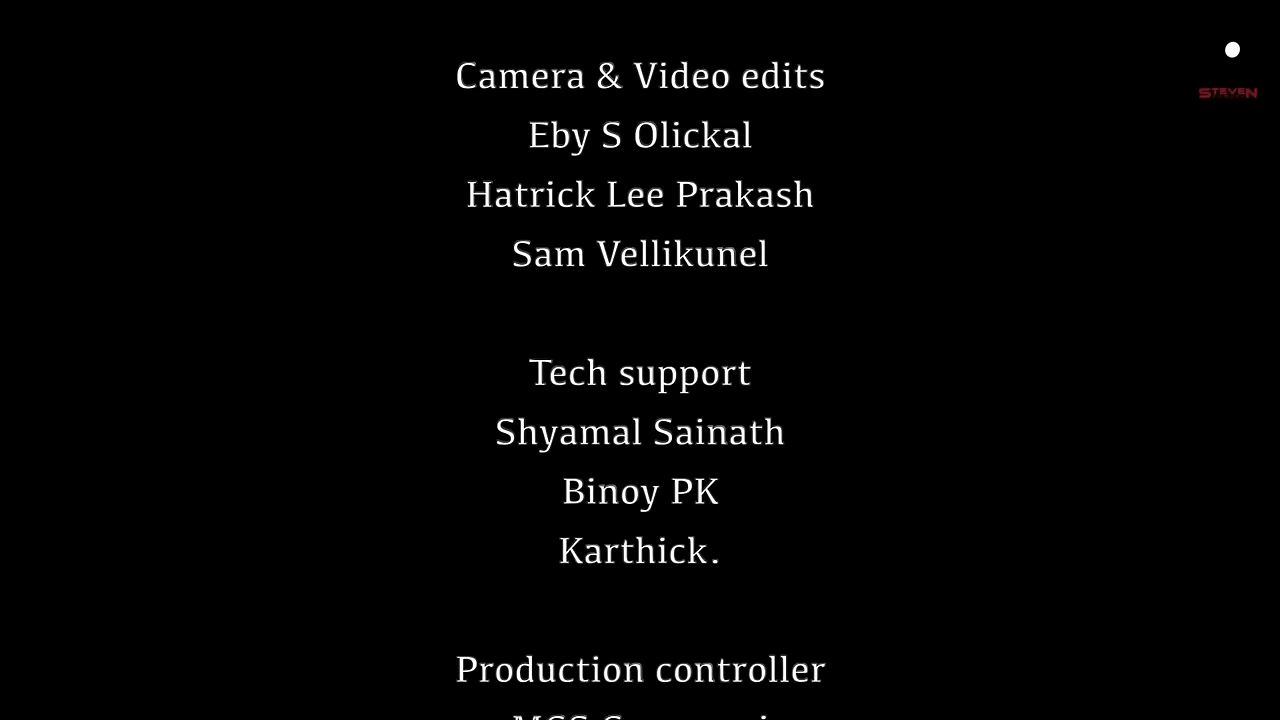 Camera & Video edits
Eby S Olickal
Hatrick Lee Prakash
Sam Vellikunel
Tech support
Shyamal Sainath
Binoy PK
Karthick.
Production controller
STEVEN